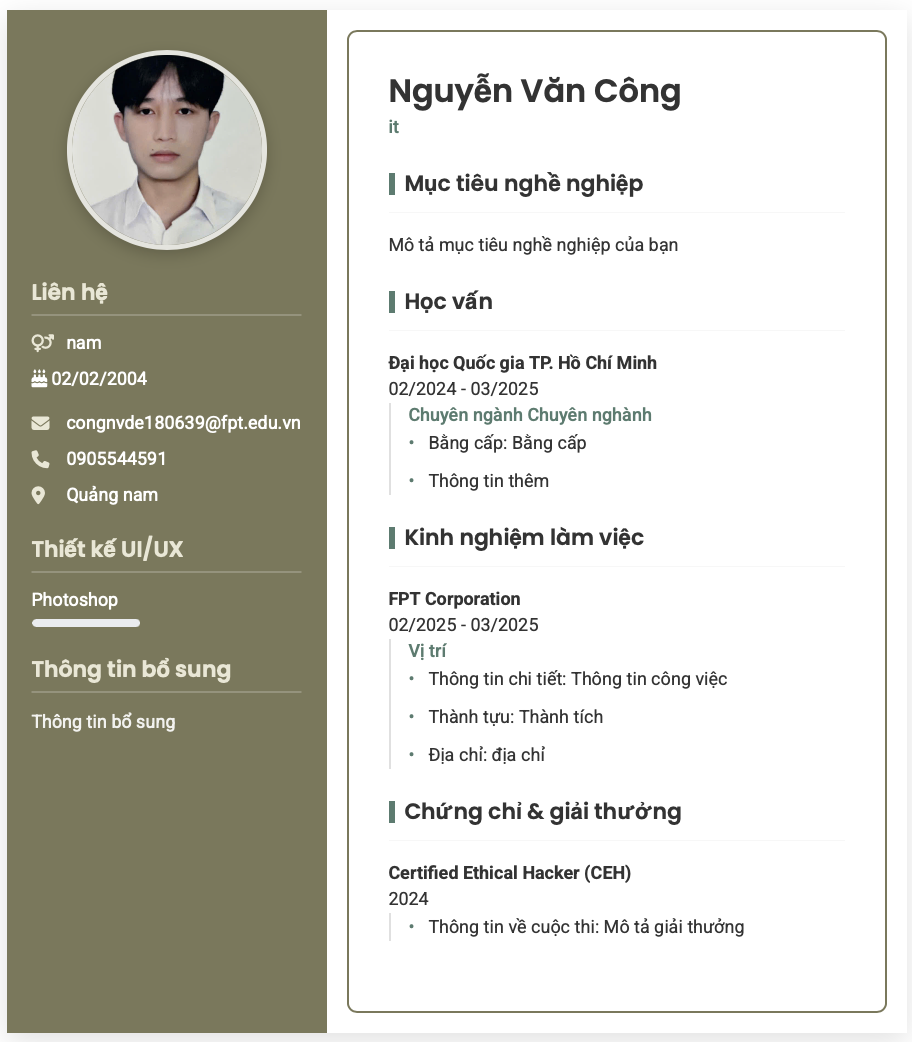 Liên hệ
nam
02/02/2004
congnvde180639@fpt.edu.vn
0905544591
Quảng nam
Thiết kế UI/UX
Photoshop
Thông tin bổ sung
Thông tin bổ sung
Nguyễn Văn Công
it
Mục tiêu nghề nghiệp
Mô tả mục tiêu nghề nghiệp của bạn
Học vấn
Đại học Quốc gia TP. Hồ Chí Minh
02/2024 - 03/2025
Chuyên ngành Chuyên nghành
• Bằng cấp: Bằng cấp
• Thông tin thêm
Kinh nghiệm làm việc
FPT Corporation
02/2025 - 03/2025
Vị trí
• Thông tin chi tiết: Thông tin công việc
• Thành tựu: Thành tích
• Địa chỉ: địa chỉ
Chứng chỉ & giải thưởng
Certified Ethical Hacker (CEH)
2024
• Thông tin về cuộc thi: Mô tả giải thưởng